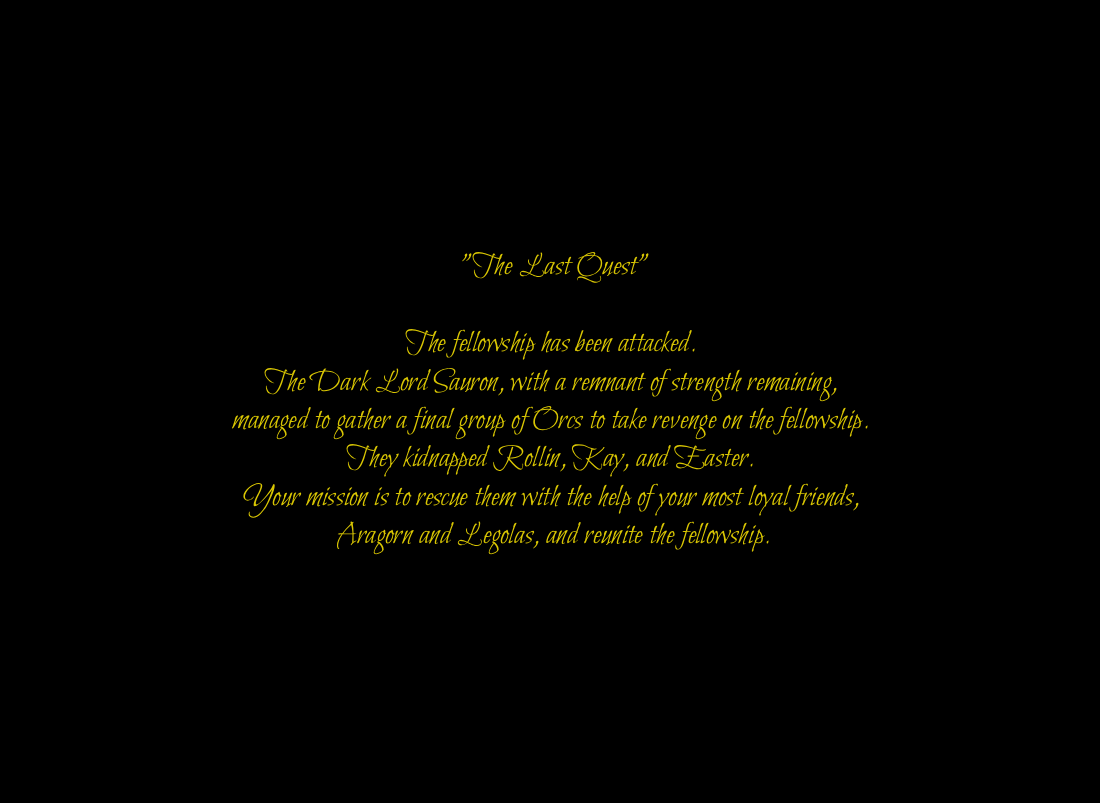 "The Last Quest"
The fellowship has been attacked.
The Dark Lord Sauron, with a remnant of strength remaining,
managed to gather a final group of Orcs to take revenge on the fellowship.
They kidnapped Rollin, Kay, and Easter.
Your mission is to rescue them with the help of your most loyal friends,
Aragorn and Legolas, and reunite the fellowship.